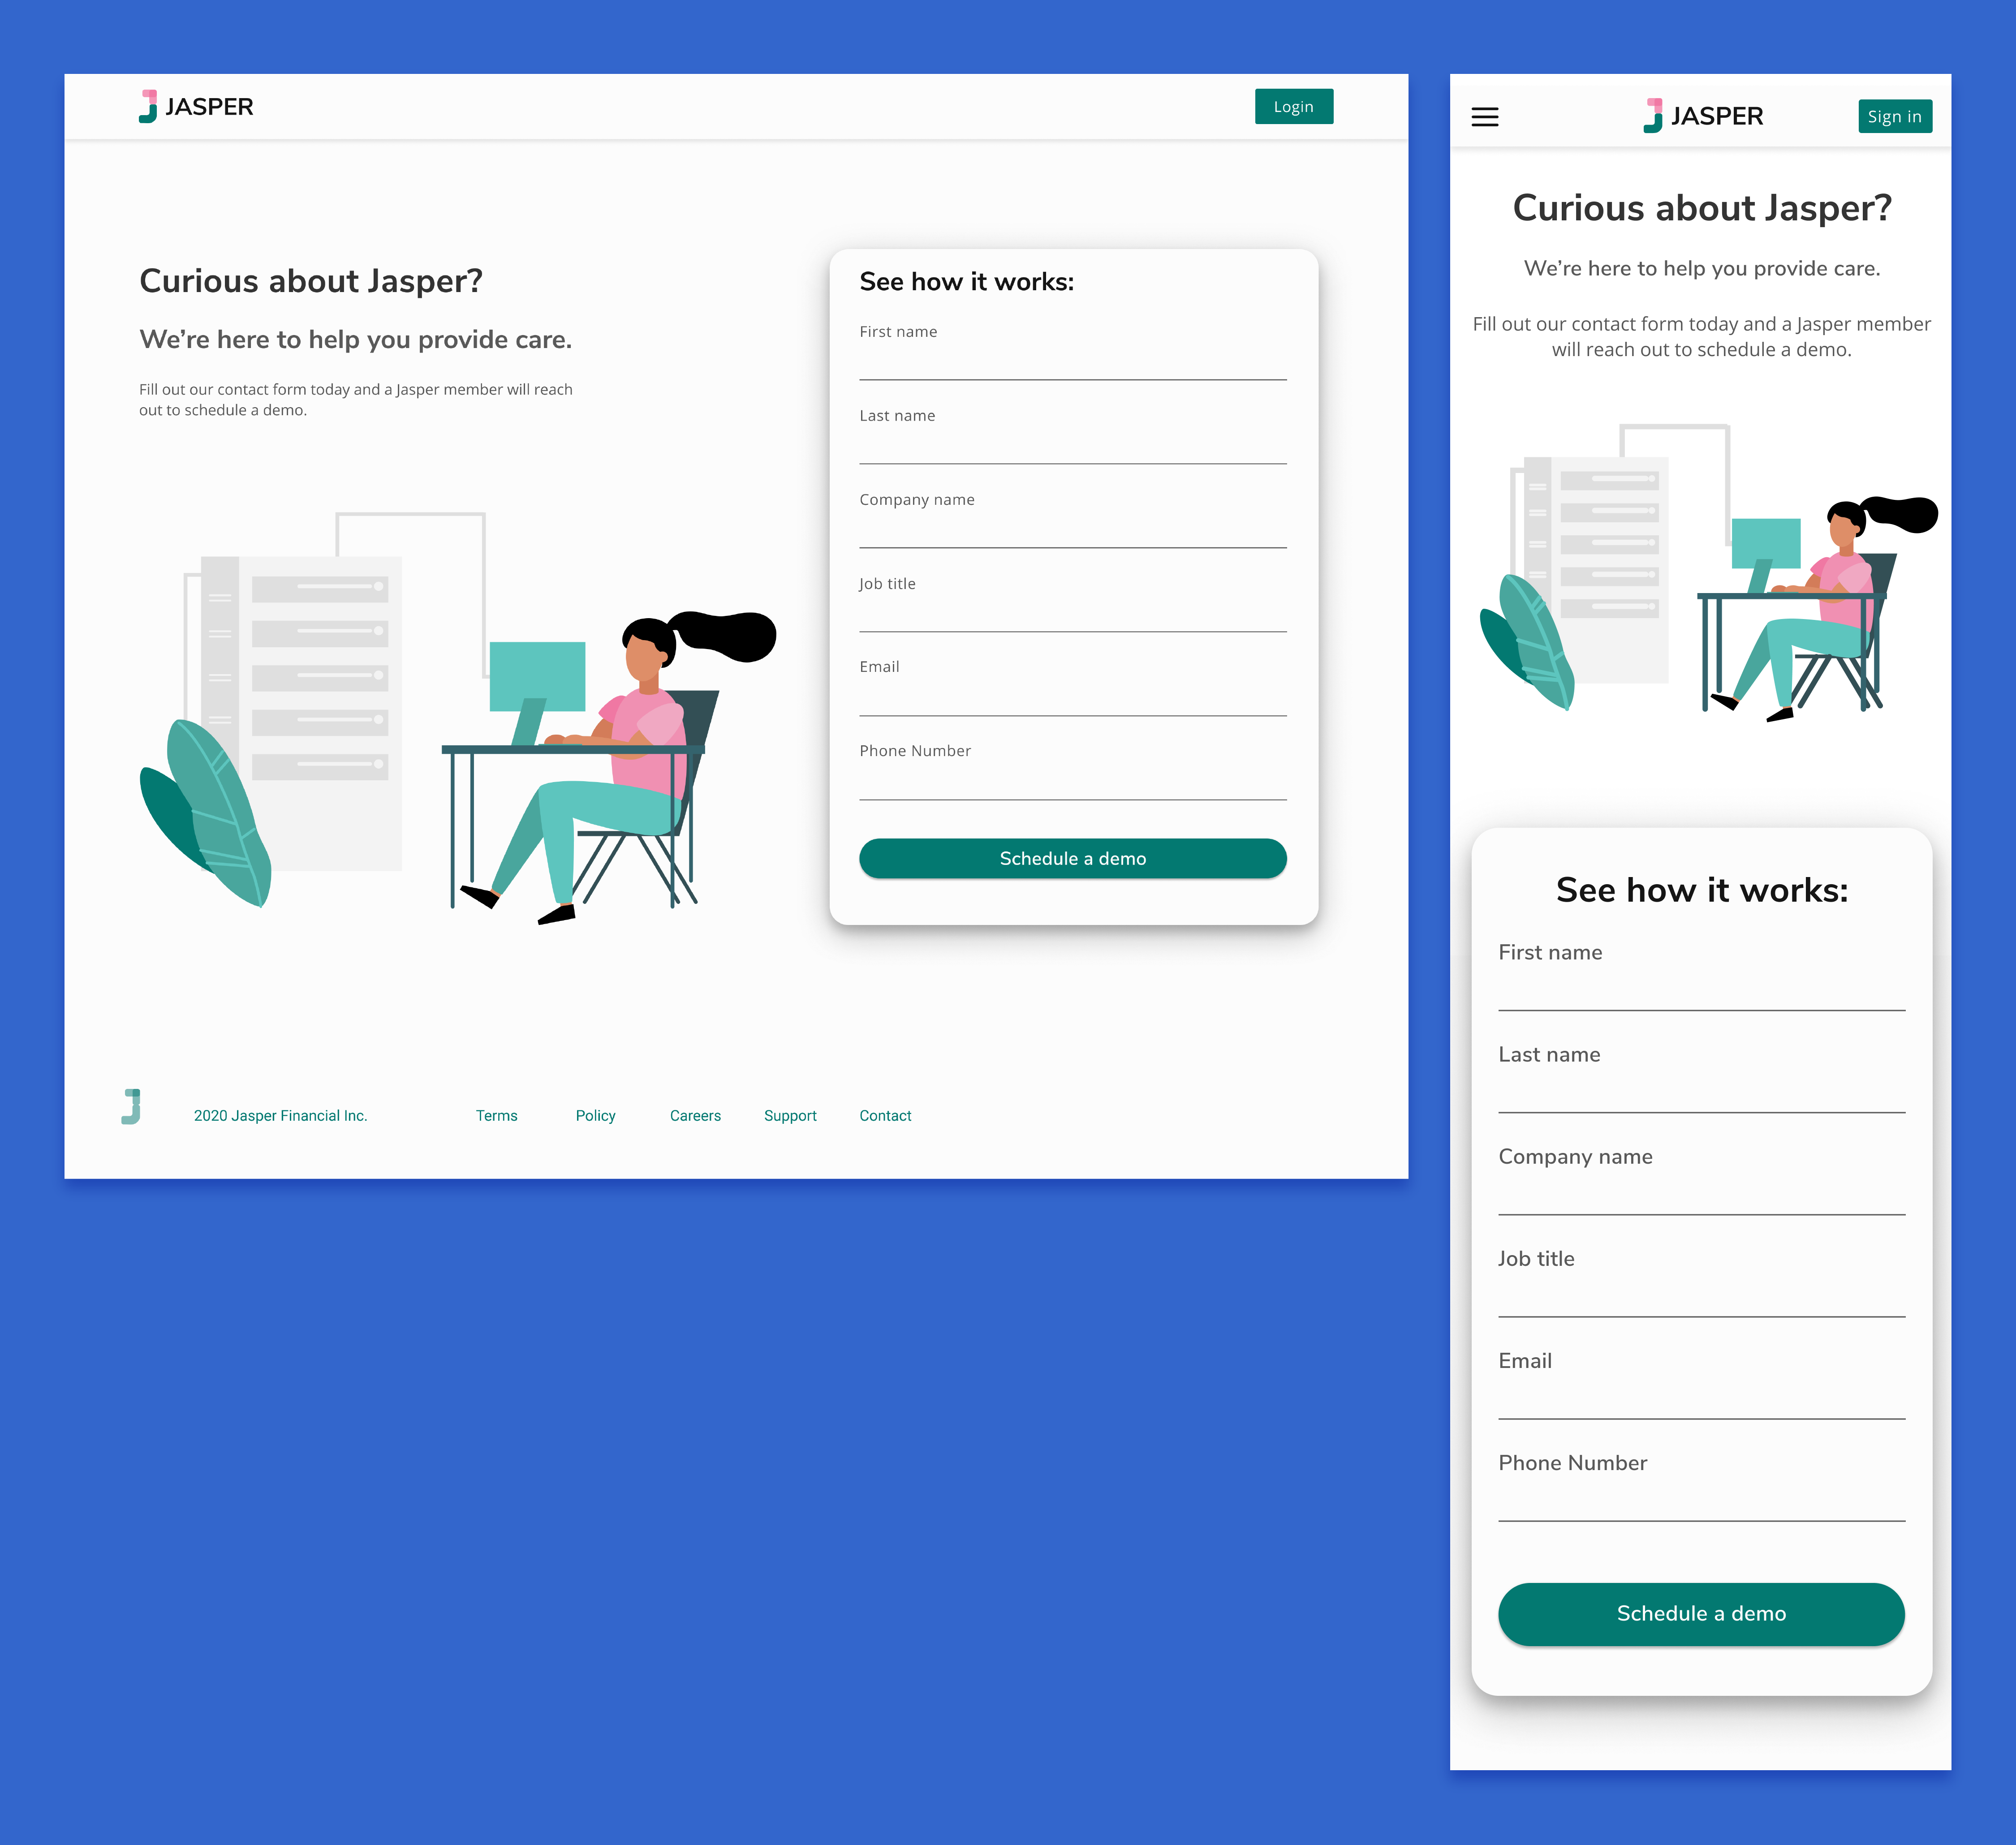 JASPER
Login
Curious about Jasper?
We’re here to help you provide care.
Fill out our contact form today and a Jasper member will reach
out to schedule a demo.
See how it works:
First name
Last name
Company name
Job title
Email
Phone Number
Schedule a demo
2020 Jasper Financial Inc.
Terms
Policy
Careers
Support
Contact
JASPER
Sign in
Curious about Jasper?
We’re here to help you provide care.
Fill out our contact form today and a Jasper member
will reach out to schedule a demo.
See how it works:
First name
Last name
Company name
Job title
Email
Phone Number
Schedule a demo